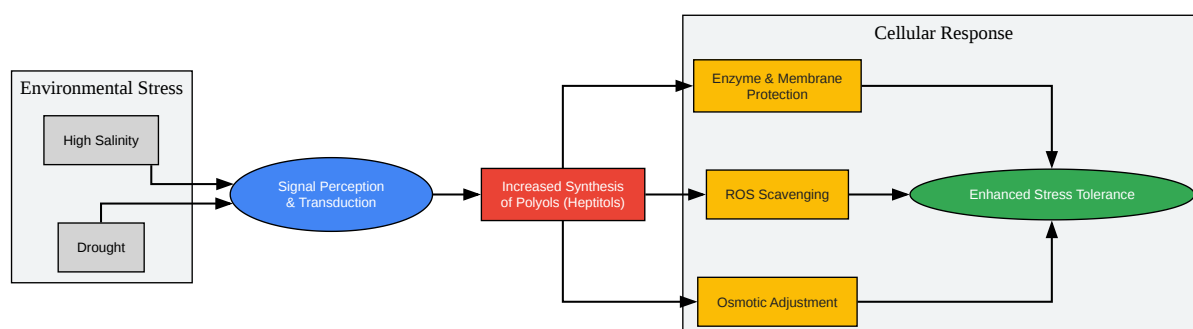 Environmental Stress
High Salinity
Drought
Signal Perception
& Transduction
Increased Synthesis
of Polyols (Heptitols)
Cellular Response
Enzyme & Membrane
Protection
ROS Scavenging
Osmotic Adjustment
Enhanced Stress Tolerance